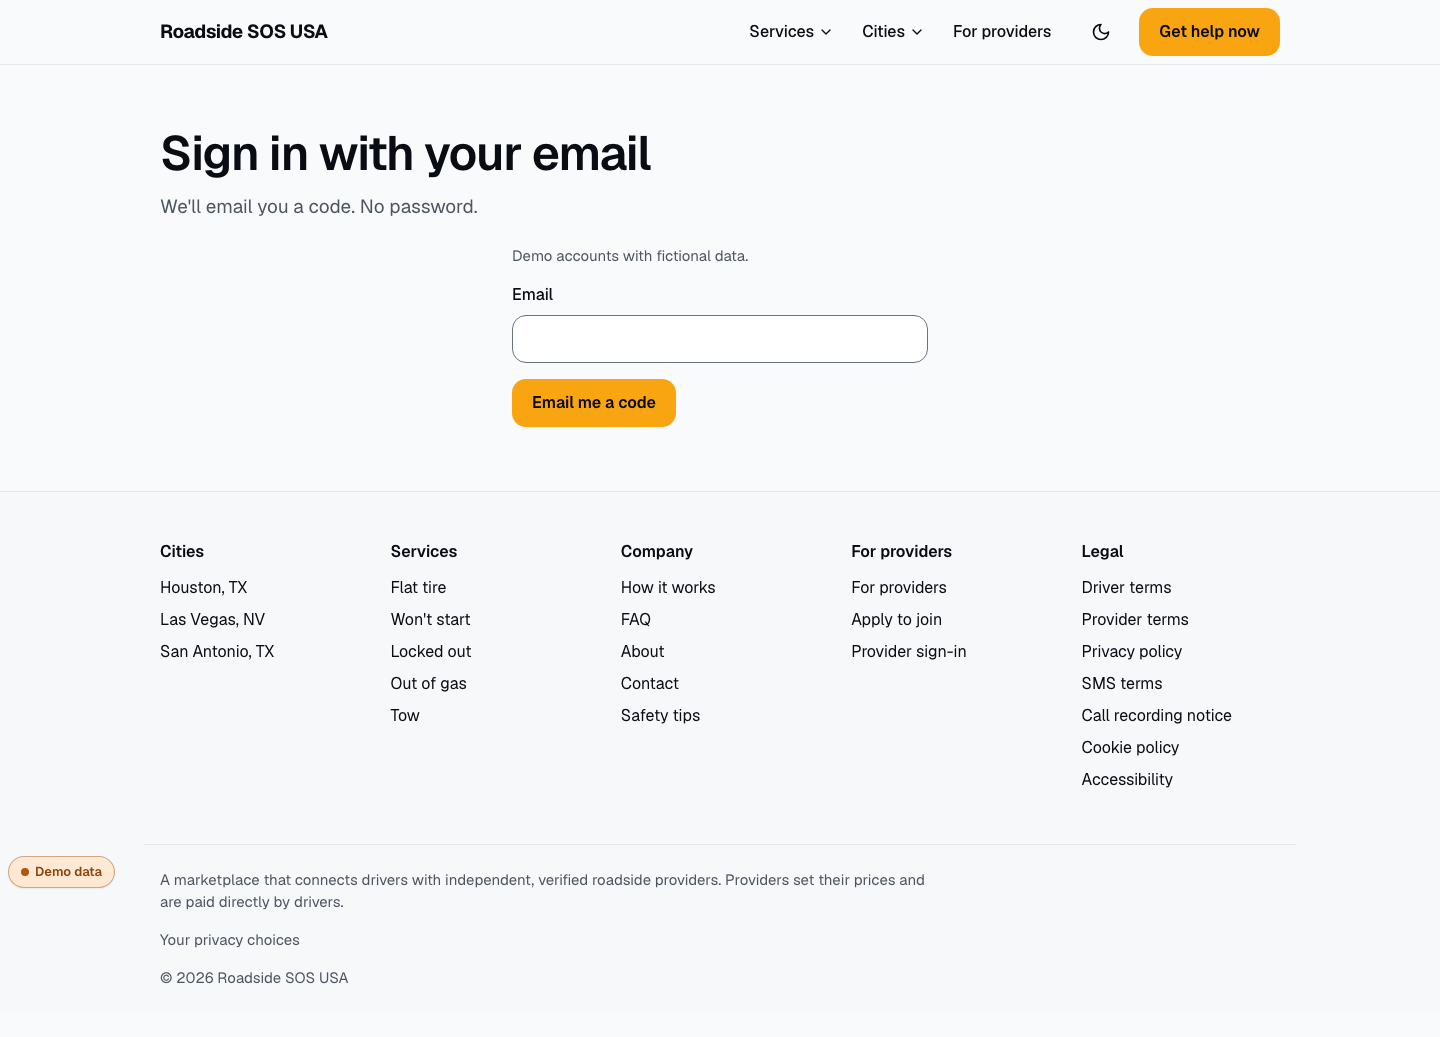 Roadside SOS USA
Services
Cities
For providers
Get help now
Sign in with your email
We'll email you a code. No password.
Demo accounts with fictional data.
Email
Email me a code
Cities
Houston, TX
Las Vegas, NV
San Antonio, TX
Services
Flat tire
Won't start
Locked out
Out of gas
Tow
Company
How it works
FAQ
About
Contact
Safety tips
For providers
For providers
Apply to join
Provider sign-in
Legal
Driver terms
Provider terms
Privacy policy
SMS terms
Call recording notice
Cookie policy
Accessibility
Demo data
A marketplace that connects drivers with independent, verified roadside providers. Providers set their prices and
are paid directly by drivers.
Your privacy choices
© 2026 Roadside SOS USA